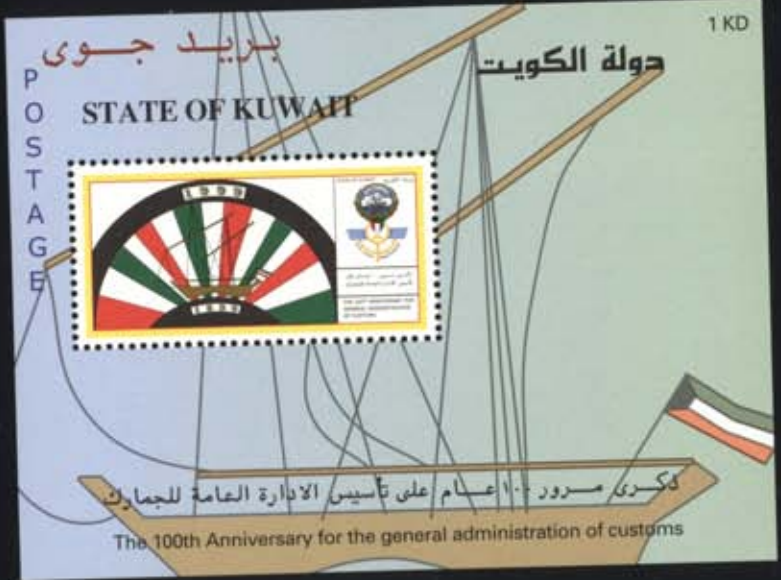 1 KD
بريد جوى
دولة الكويت
POSTAGE
STATE OF KUWAIT
1999
1899
ذكرى مرور ١٠٠ عام على تأسيس الادارة العامة للجمارك
The 100th Anniversary for the general administration of customs